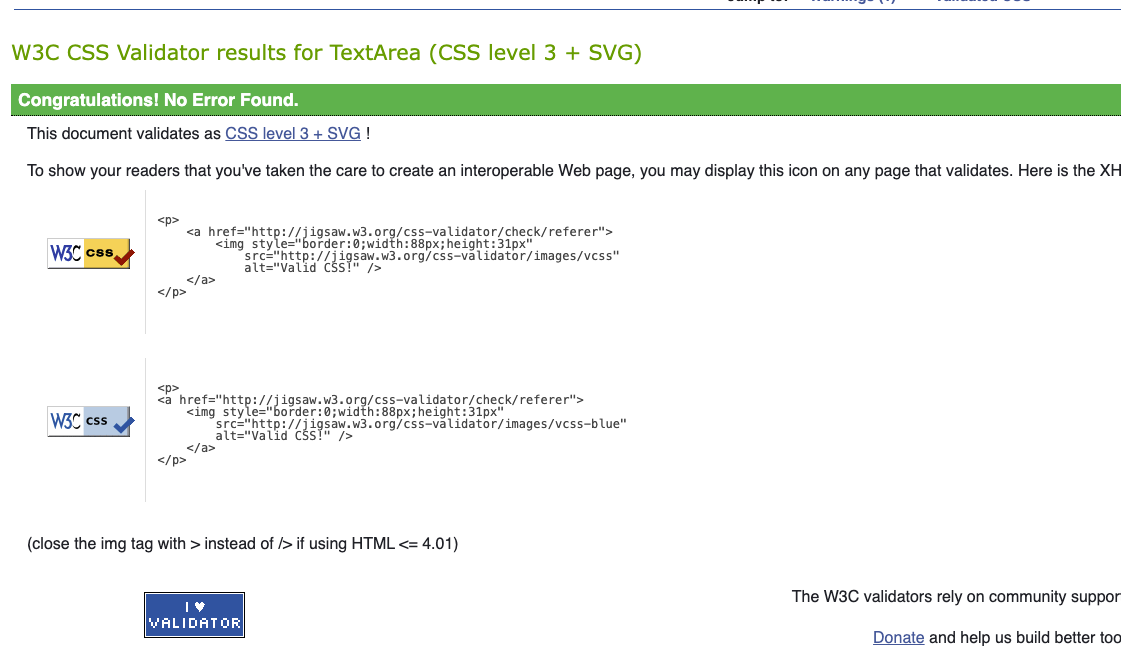 Jump to: Warnings (1) Validated CSS
W3C CSS Validator results for TextArea (CSS level 3 + SVG)
Congratulations! No Error Found.
This document validates as CSS level 3 + SVG !
To show your readers that you've taken the care to create an interoperable Web page, you may display this icon on any page that validates. Here is the XH
W3C css
<p>
<a href="http://jigsaw.w3.org/css-validator/check/referer">
<img style="border:0;width:88px;height:31px"
src="http://jigsaw.w3.org/css-validator/images/vcss"
alt="Valid CSS!" />
</a>
</p>
W3C css
<p>
<a href="http://jigsaw.w3.org/css-validator/check/referer">
<img style="border:0;width:88px;height:31px"
src="http://jigsaw.w3.org/css-validator/images/vcss-blue"
alt="Valid CSS!" />
</a>
</p>
(close the img tag with > instead of /> if using HTML <= 4.01)
I ♥
VALIDATOR
The W3C validators rely on community suppor
Donate and help us build better too